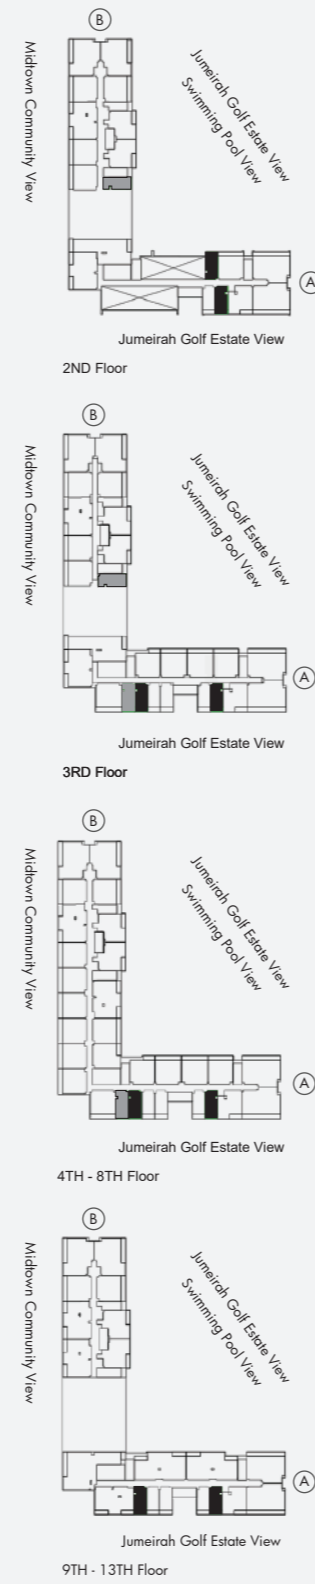 B
Midtown Community View
Jumeirah Golf Estate View
Swimming Pool View
A
Jumeirah Golf Estate View
2ND Floor
B
Midtown Community View
Jumeirah Golf Estate View
Swimming Pool View
A
Jumeirah Golf Estate View
3RD Floor
B
Midtown Community View
Jumeirah Golf Estate View
Swimming Pool View
A
Jumeirah Golf Estate View
4TH - 8TH Floor
B
Midtown Community View
Jumeirah Golf Estate View
Swimming Pool View
A
Jumeirah Golf Estate View
9TH - 13TH Floor